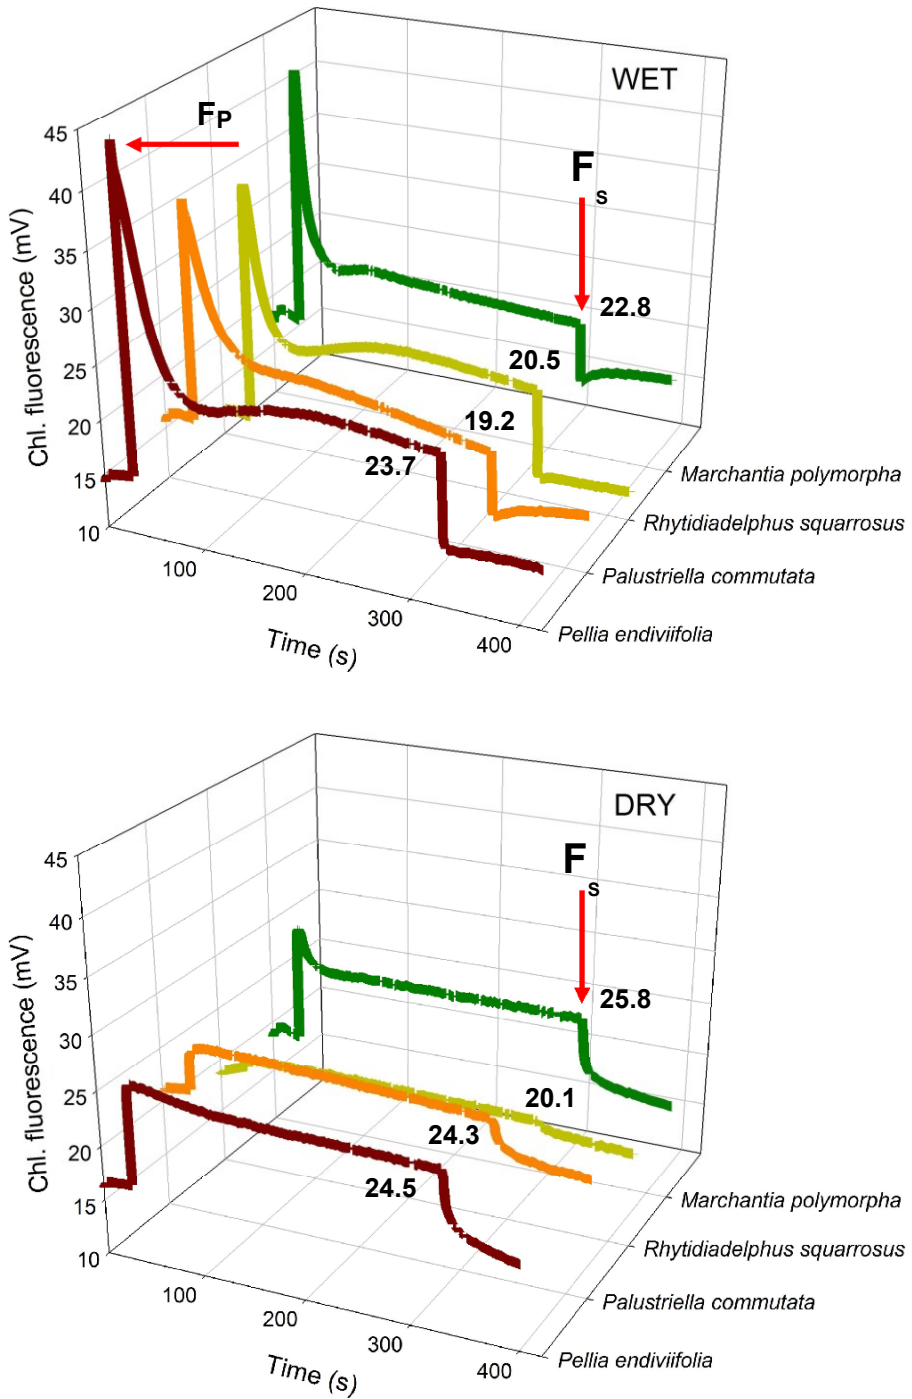 WET
FP
Fs
45
40
35
30
25
20
15
10
Chl. fluorescence (mV)
22.8
20.5
19.2
23.7
100
200
300
400
Time (s)
Marchantia polymorpha
Rhytidiadelphus squarrosus
Palustriella commutata
Pellia endiviifolia
DRY
Fs
45
40
35
30
25
20
15
10
Chl. fluorescence (mV)
25.8
20.1
24.3
24.5
100
200
300
400
Time (s)
Marchantia polymorpha
Rhytidiadelphus squarrosus
Palustriella commutata
Pellia endiviifolia